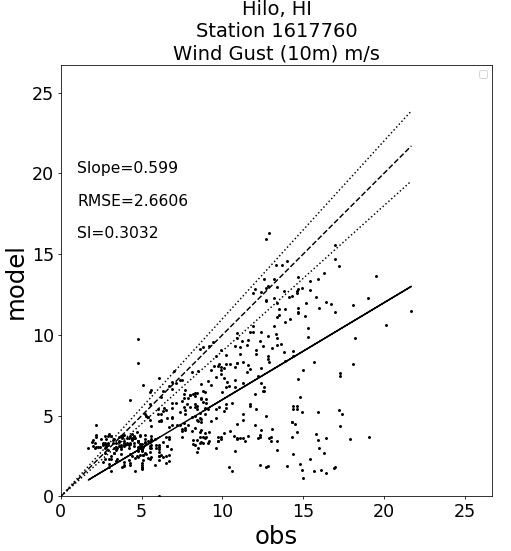 Hilo, HI
Station 1617760
Wind Gust (10m) m/s
25
20
15
10
5
0
Slope=0.599
RMSE=2.6606
SI=0.3032
model
0 5 10 15 20 25
obs